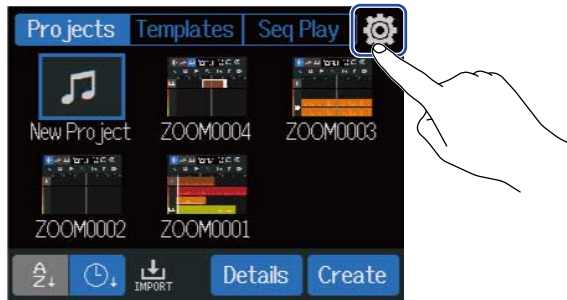 Projects Templates Seq Play
New Project ZOOM0004 ZOOM0003
ZOOM0002 ZOOM0001
A
Z
IMPORT Details Create